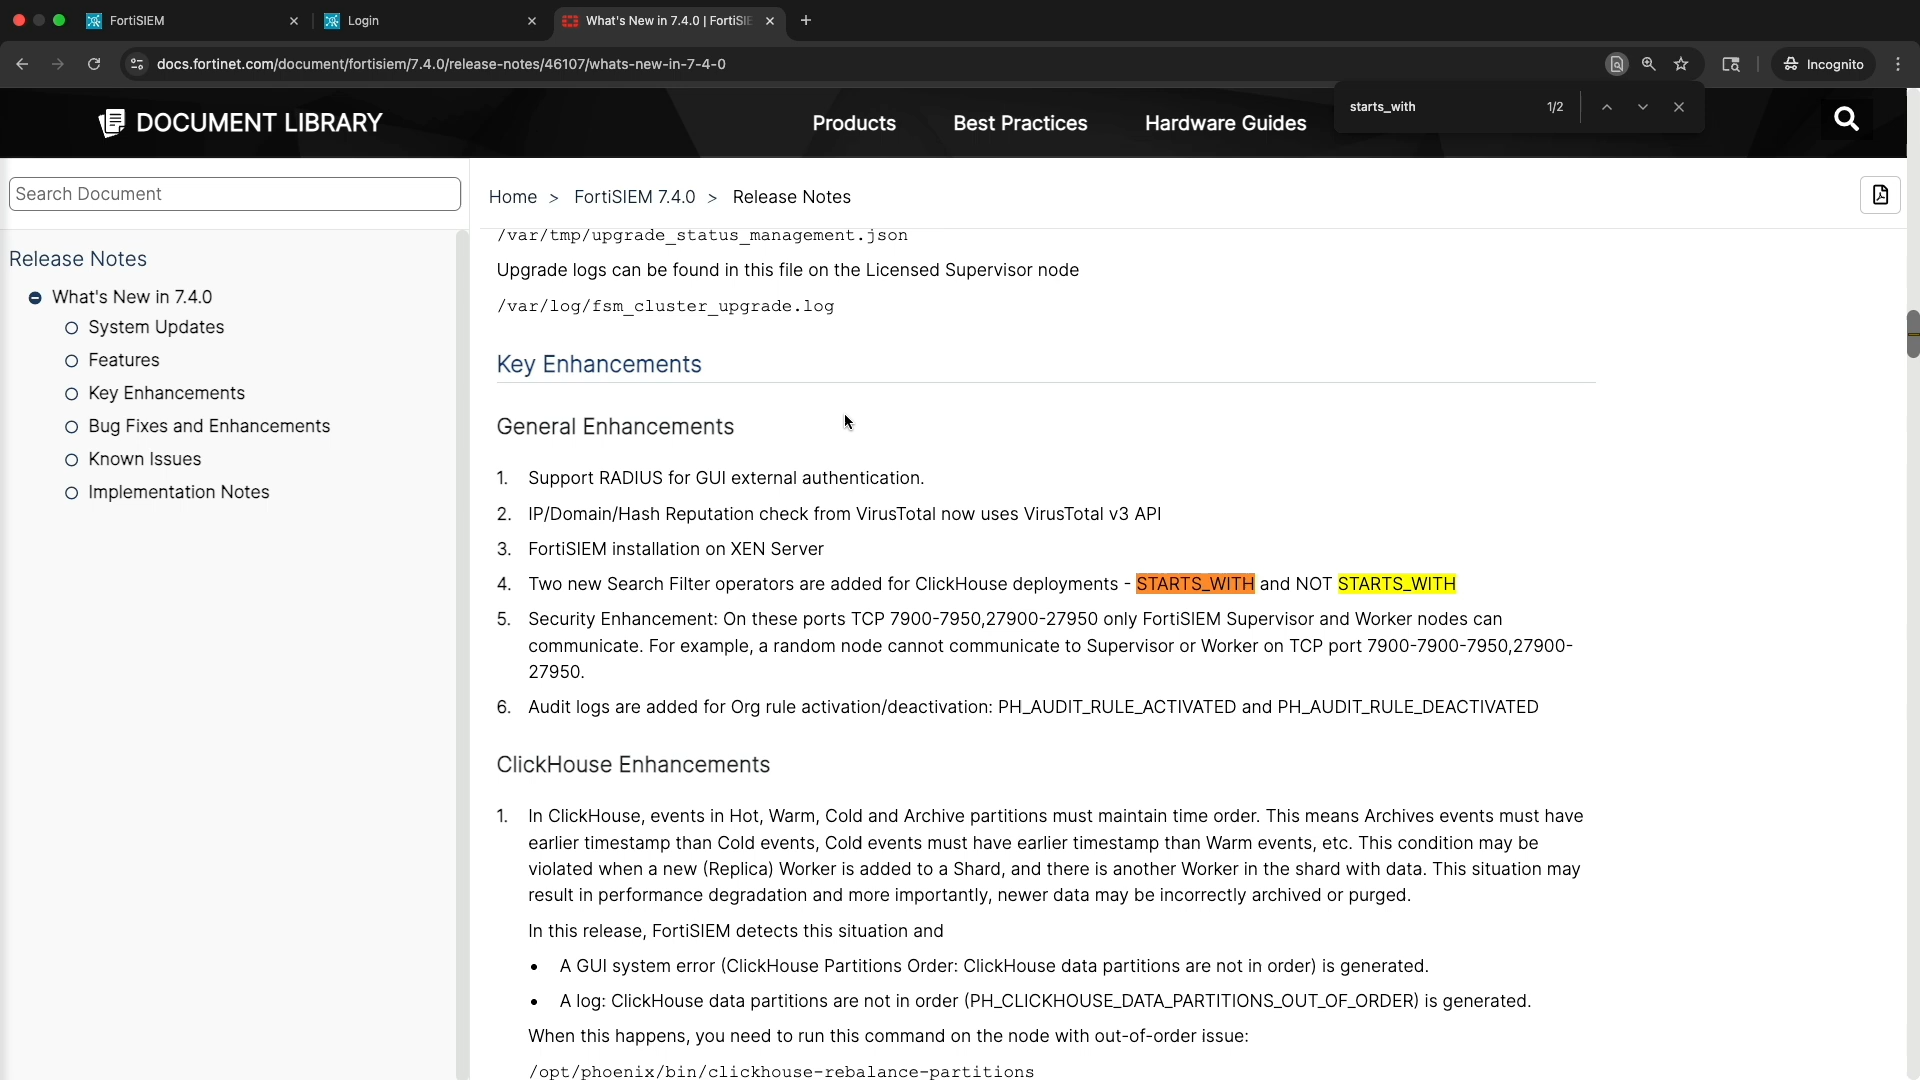 FortiSIEM
Login
What's New in 7.4.0 | FortiSIE
docs.fortinet.com/document/fortisiem/7.4.0/release-notes/46107/whats-new-in-7-4-0
Incognito
starts_with 1/2
DOCUMENT LIBRARY
Products Best Practices Hardware Guides
Search Document
Home > FortiSIEM 7.4.0 > Release Notes
Release Notes
What's New in 7.4.0
System Updates
Features
Key Enhancements
Bug Fixes and Enhancements
Known Issues
Implementation Notes
/var/tmp/upgrade_status_management.json
Upgrade logs can be found in this file on the Licensed Supervisor node
/var/log/fsm_cluster_upgrade.log
Key Enhancements
General Enhancements
1. Support RADIUS for GUI external authentication.
2. IP/Domain/Hash Reputation check from VirusTotal now uses VirusTotal v3 API
3. FortiSIEM installation on XEN Server
4. Two new Search Filter operators are added for ClickHouse deployments - STARTS_WITH and NOT STARTS_WITH
5. Security Enhancement: On these ports TCP 7900-7950,27900-27950 only FortiSIEM Supervisor and Worker nodes can
communicate. For example, a random node cannot communicate to Supervisor or Worker on TCP port 7900-7900-7950,27900-
27950.
6. Audit logs are added for Org rule activation/deactivation: PH_AUDIT_RULE_ACTIVATED and PH_AUDIT_RULE_DEACTIVATED
ClickHouse Enhancements
1. In ClickHouse, events in Hot, Warm, Cold and Archive partitions must maintain time order. This means Archives events must have
earlier timestamp than Cold events, Cold events must have earlier timestamp than Warm events, etc. This condition may be
violated when a new (Replica) Worker is added to a Shard, and there is another Worker in the shard with data. This situation may
result in performance degradation and more importantly, newer data may be incorrectly archived or purged.
In this release, FortiSIEM detects this situation and
• A GUI system error (ClickHouse Partitions Order: ClickHouse data partitions are not in order) is generated.
• A log: ClickHouse data partitions are not in order (PH_CLICKHOUSE_DATA_PARTITIONS_OUT_OF_ORDER) is generated.
When this happens, you need to run this command on the node with out-of-order issue:
/opt/phoenix/bin/clickhouse-rebalance-partitions